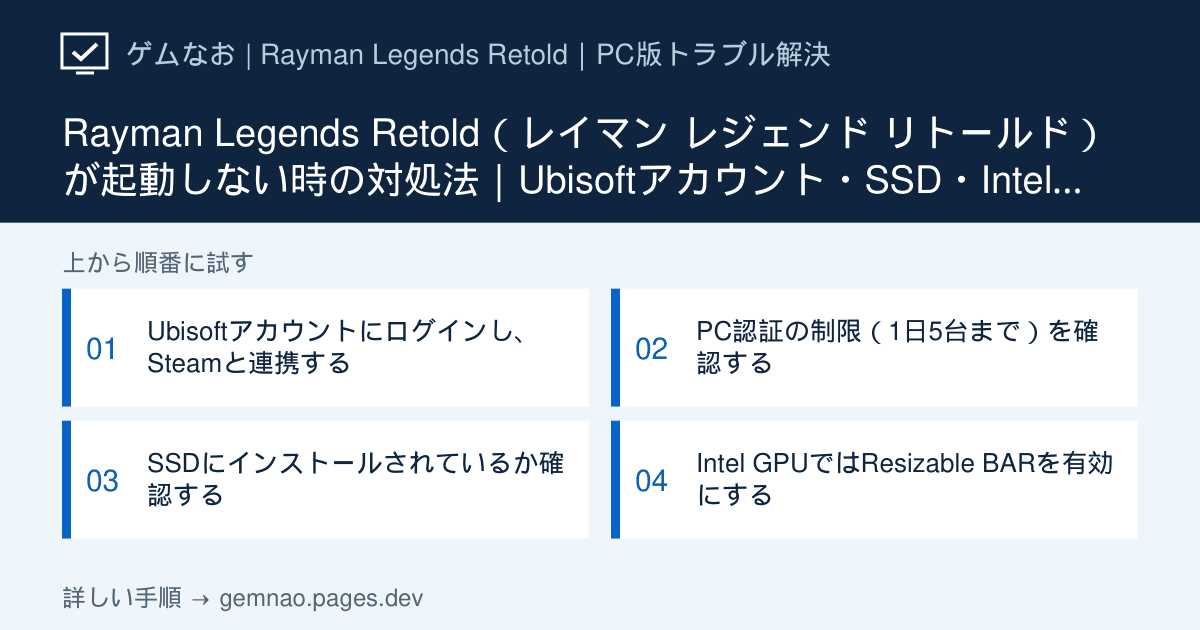 ゲムなお | Rayman Legends Retold｜PC版トラブル解決
Rayman Legends Retold（レイマン レジェンド リトールド）
が起動しない時の対処法｜Ubisoftアカウント・SSD・Intel...
上から順番に試す
01
Ubisoftアカウントにログインし、
Steamと連携する
02
PC認証の制限（1日5台まで）を確
認する
03
SSDにインストールされているか確
認する
04
Intel GPUではResizable BARを有効
にする
詳しい手順 → gemnao.pages.dev